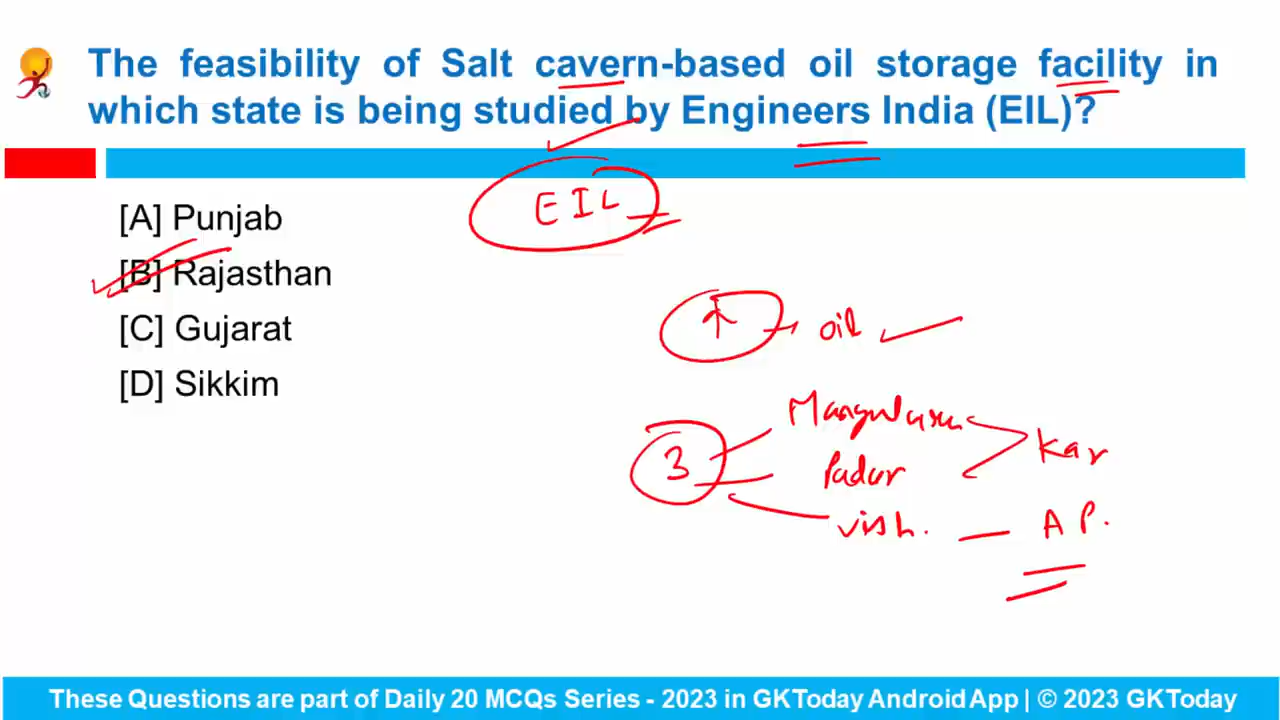 The feasibility of Salt cavern-based oil storage facility in
which state is being studied by Engineers India (EIL)?
EIL
[A] Punjab
[B] Rajasthan
[C] Gujarat
[D] Sikkim
↑ → oil
3
Mangaluru
Padur
Kar
vish. — A P.
These Questions are part of Daily 20 MCQs Series - 2023 in GKToday Android App | © 2023 GKToday